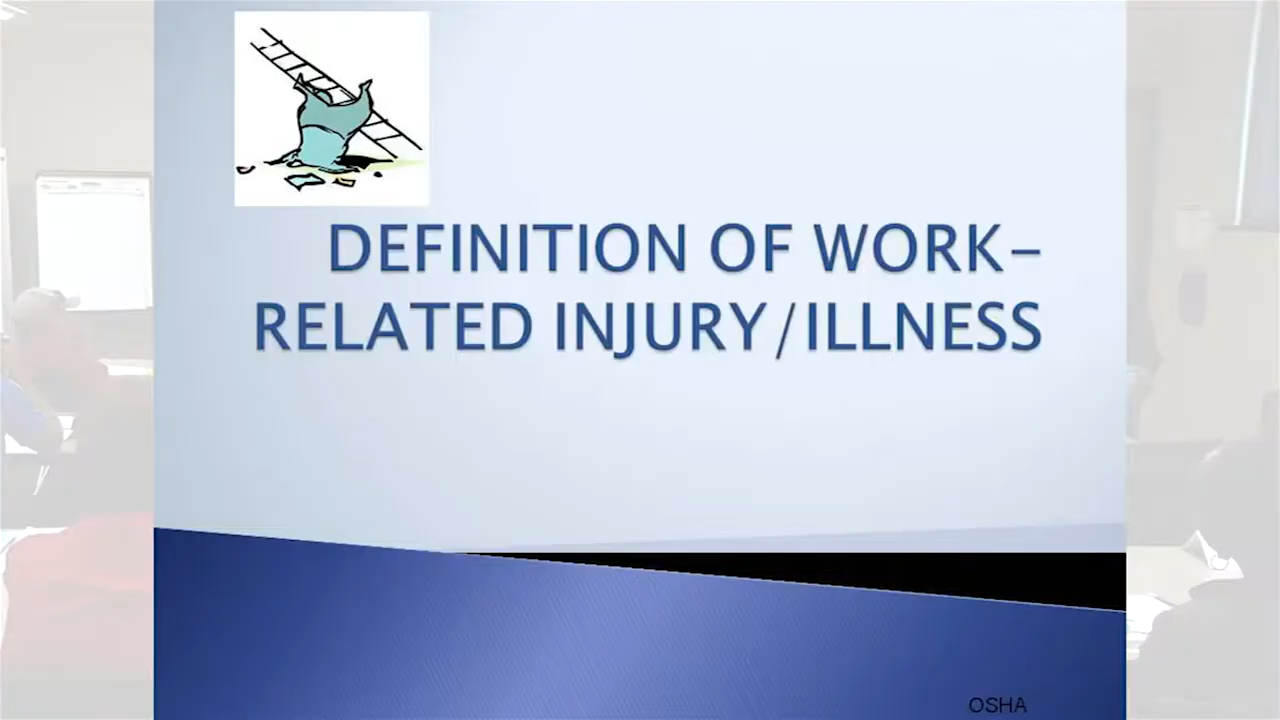 DEFINITION OF WORK-
RELATED INJURY/ILLNESS
OSHA